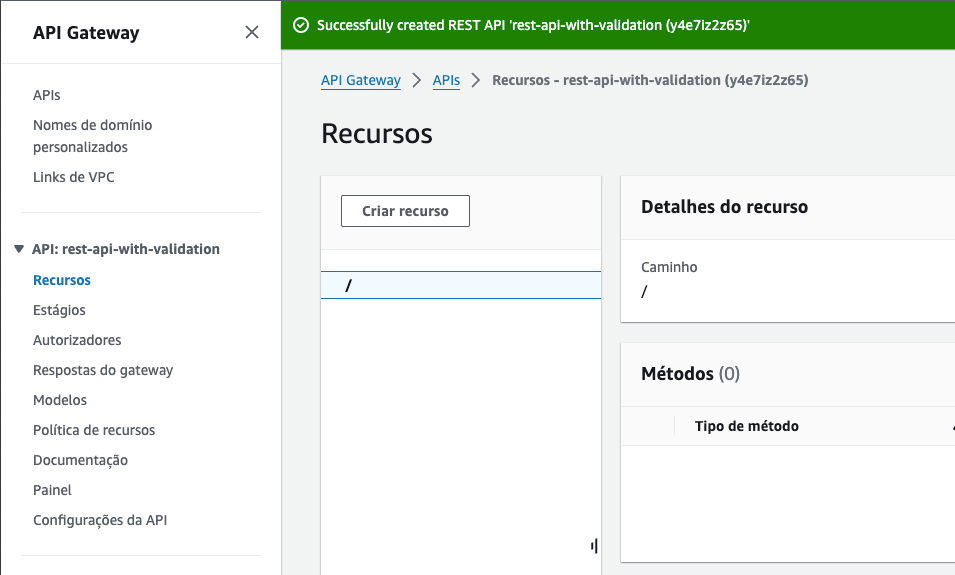 API Gateway
Successfully created REST API 'rest-api-with-validation (y4e7iz2z65)'
APIs
Nomes de domínio
personalizados
Links de VPC
API: rest-api-with-validation
Recursos
Estágios
Autorizadores
Respostas do gateway
Modelos
Política de recursos
Documentação
Painel
Configurações da API
API Gateway > APIs > Recursos - rest-api-with-validation (y4e7iz2z65)
Recursos
Criar recurso
/
Detalhes do recurso
Caminho
/
Métodos (0)
Tipo de método